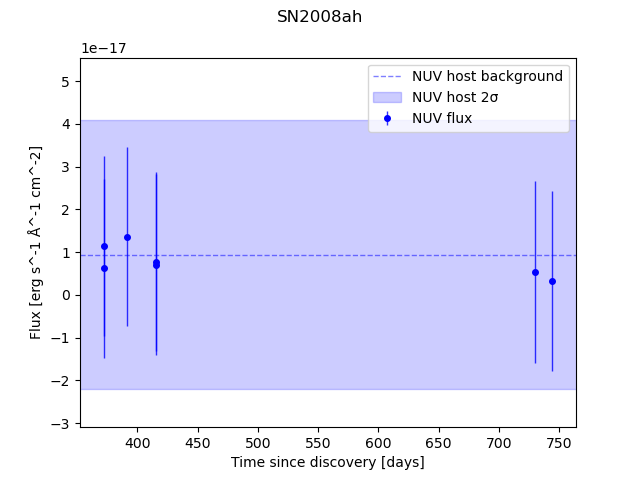 SN2008ah
1e−17
NUV host background
NUV host 2σ
NUV flux
Flux [erg s^-1 Å^-1 cm^-2]
5
4
3
2
1
0
−1
−2
−3
400 450 500 550 600 650 700 750
Time since discovery [days]